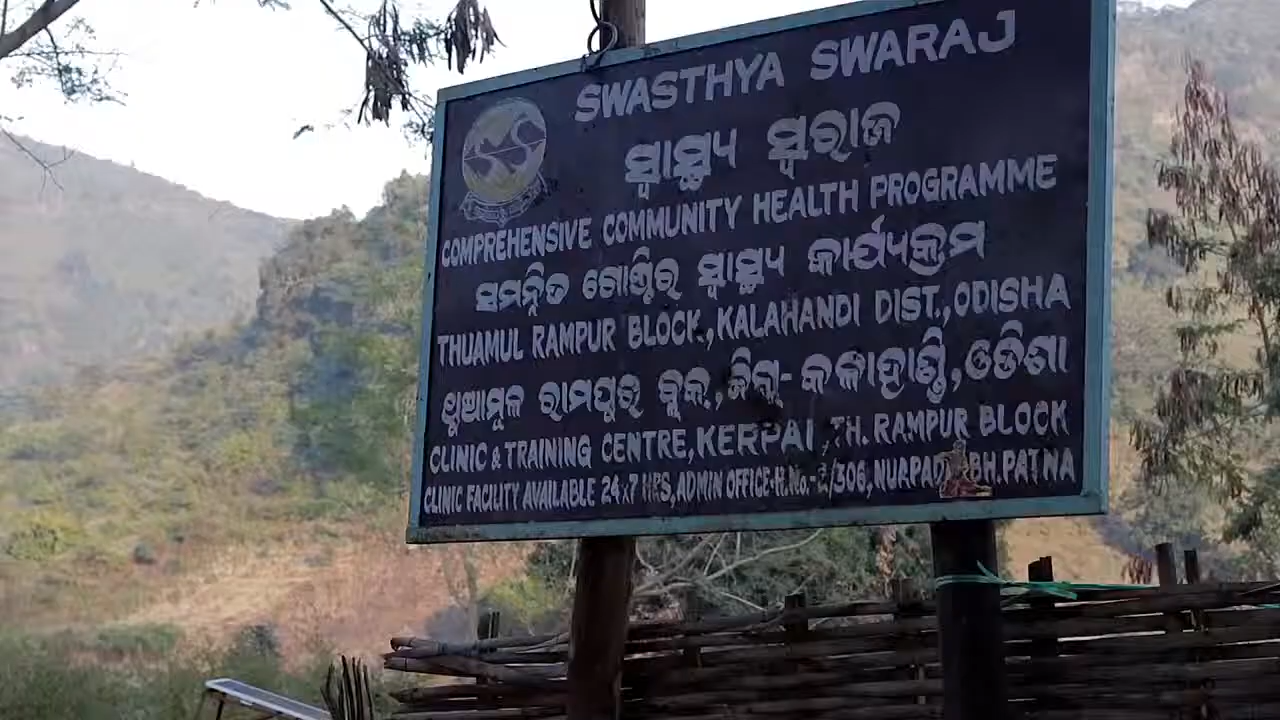 SWASTHYA SWARAJ
ସ୍ୱାସ୍ଥ୍ୟ ସ୍ୱରାଜ
COMPREHENSIVE COMMUNITY HEALTH PROGRAMME
ସମନ୍ୱିତ ଗୋଷ୍ଠିର ସ୍ୱାସ୍ଥ୍ୟ କାର୍ଯ୍ୟକ୍ରମ
THUAMUL RAMPUR BLOCK, KALAHANDI DIST., ODISHA
ଥୁଆମୂଳ ରାମପୁର ବ୍ଲକ, ଜିଲ୍ଲା- କଳାହାଣ୍ଡି, ଓଡିଶା
CLINIC & TRAINING CENTRE, KERPAI, TH. RAMPUR BLOCK
CLINIC FACILITY AVAILABLE 24x7 HRS, ADMIN OFFICE-H.No.-/306, BH.PATNA